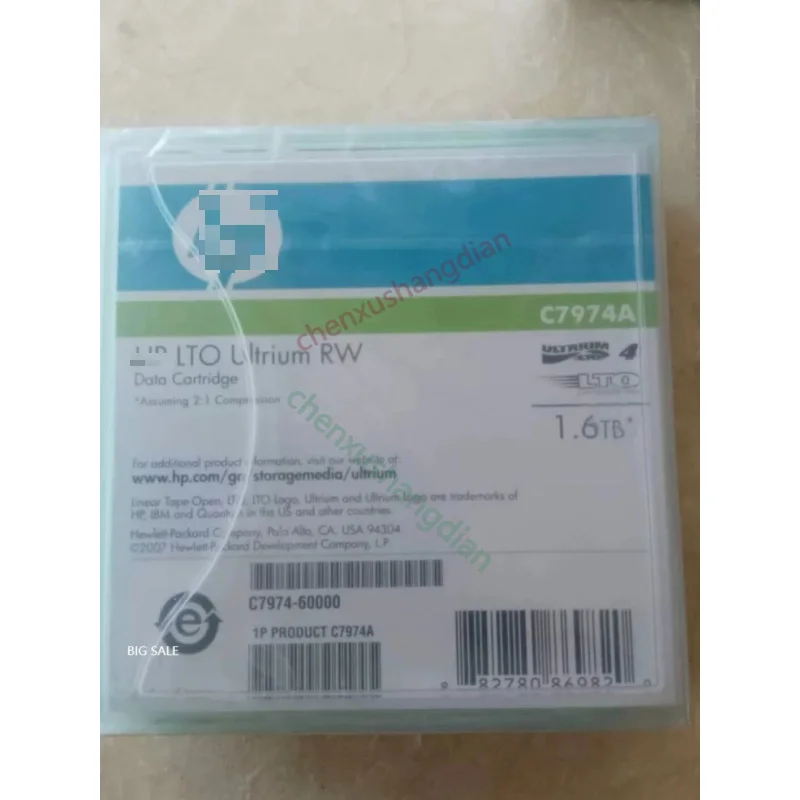 C7974A
HP LTO Ultrium RW
Data Cartridge
*Assuming 2:1 Compression
ULTRIUM 4
LTO
1.6TB*
For additional product information, visit our website at:
www.hp.com/go/storagemedia/ultrium
Linear Tape Open, LTO, LTO Logo, Ultrium and Ultrium Logo are trademarks of
HP, IBM and Quantum in the US and other countries.
Hewlett-Packard Company, Palo Alto, CA. USA 94304
©2007 Hewlett-Packard Development Company, L.P.
C7974-60000
1P PRODUCT C7974A
e
BIG SALE
82780 86982
chenxushangdian
chenxushangdian